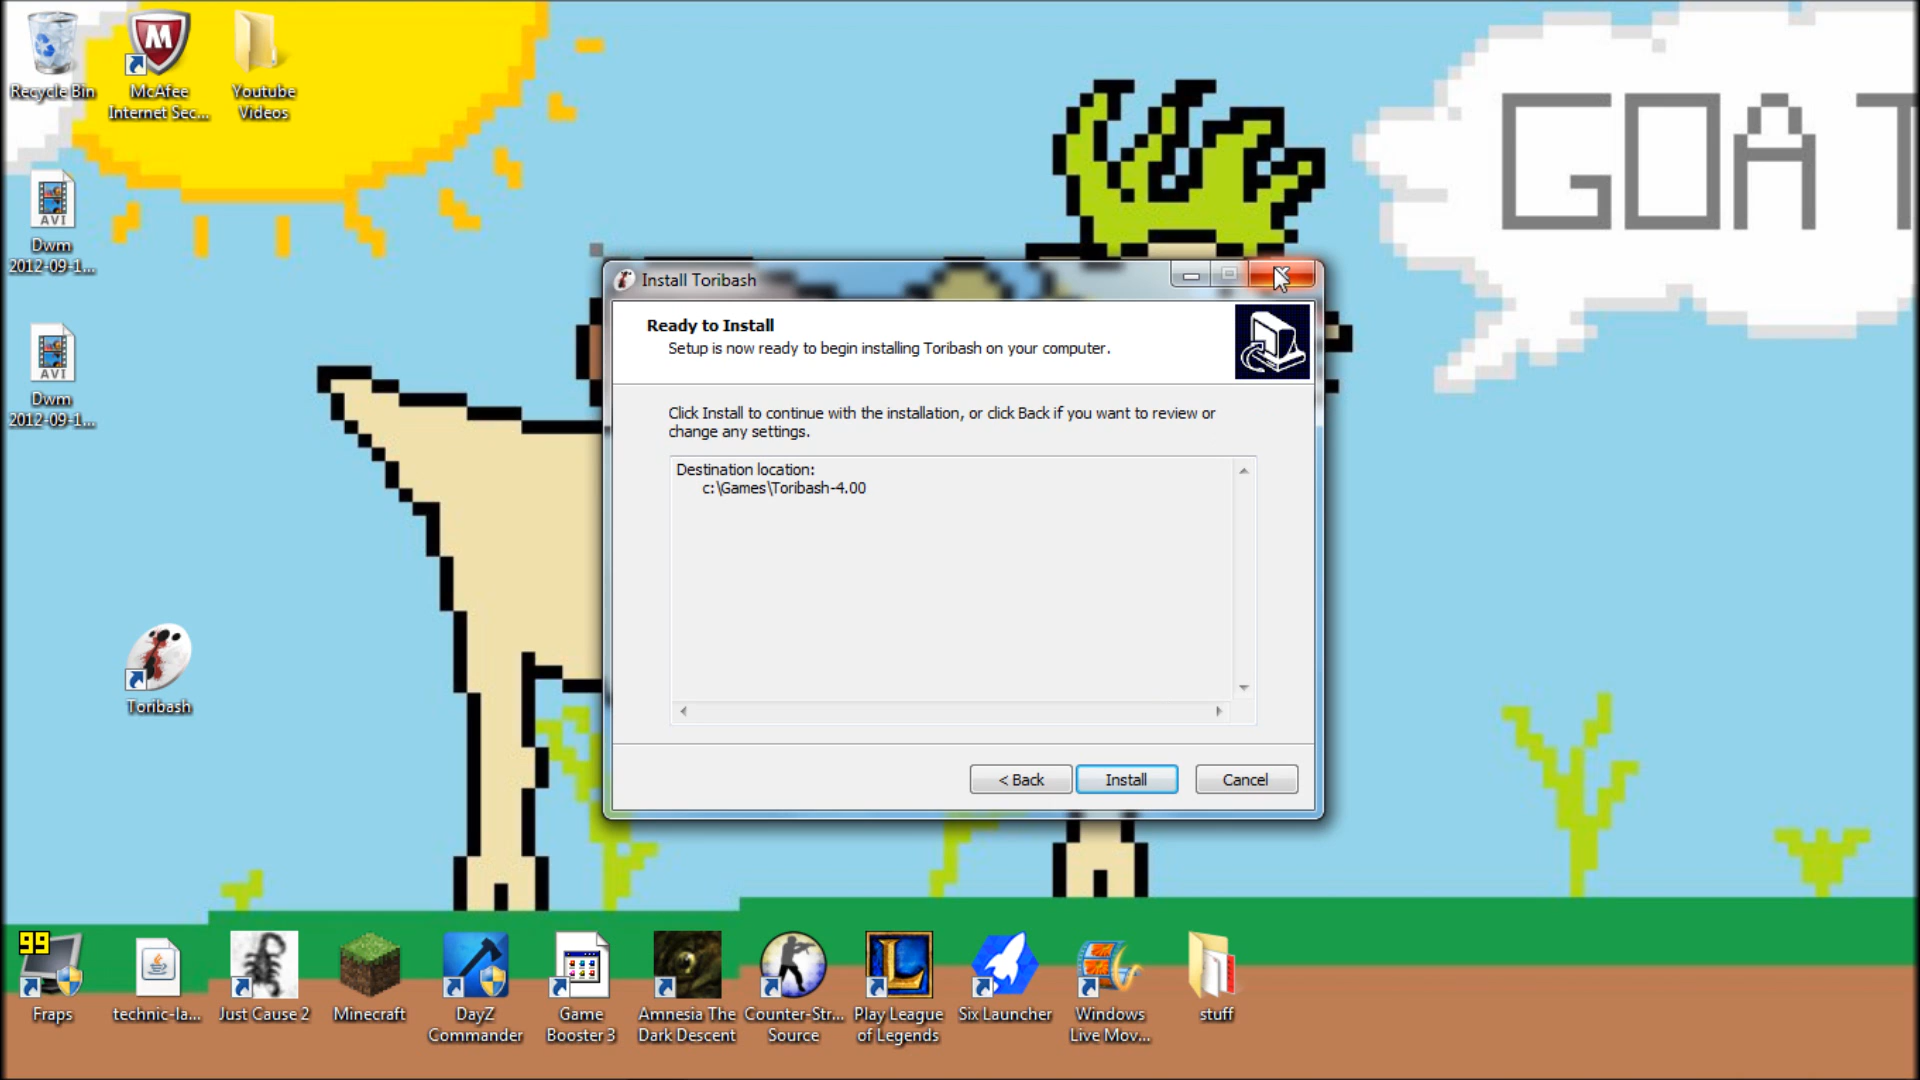 Recycle Bin
McAfee
Internet Sec...
Youtube
Videos
GOAT
AVI
Dwm
2012-09-1...
AVI
Dwm
2012-09-1...
Toribash
Install Toribash
Ready to Install
Setup is now ready to begin installing Toribash on your computer.
Click Install to continue with the installation, or click Back if you want to review or
change any settings.
Destination location:
c:\Games\Toribash-4.00
< Back
Install
Cancel
99
Fraps
technic-la...
Just Cause 2
Minecraft
DayZ
Commander
Game
Booster 3
Amnesia The
Dark Descent
Counter-Str...
Source
Play League
of Legends
Six Launcher
Windows
Live Mov...
stuff